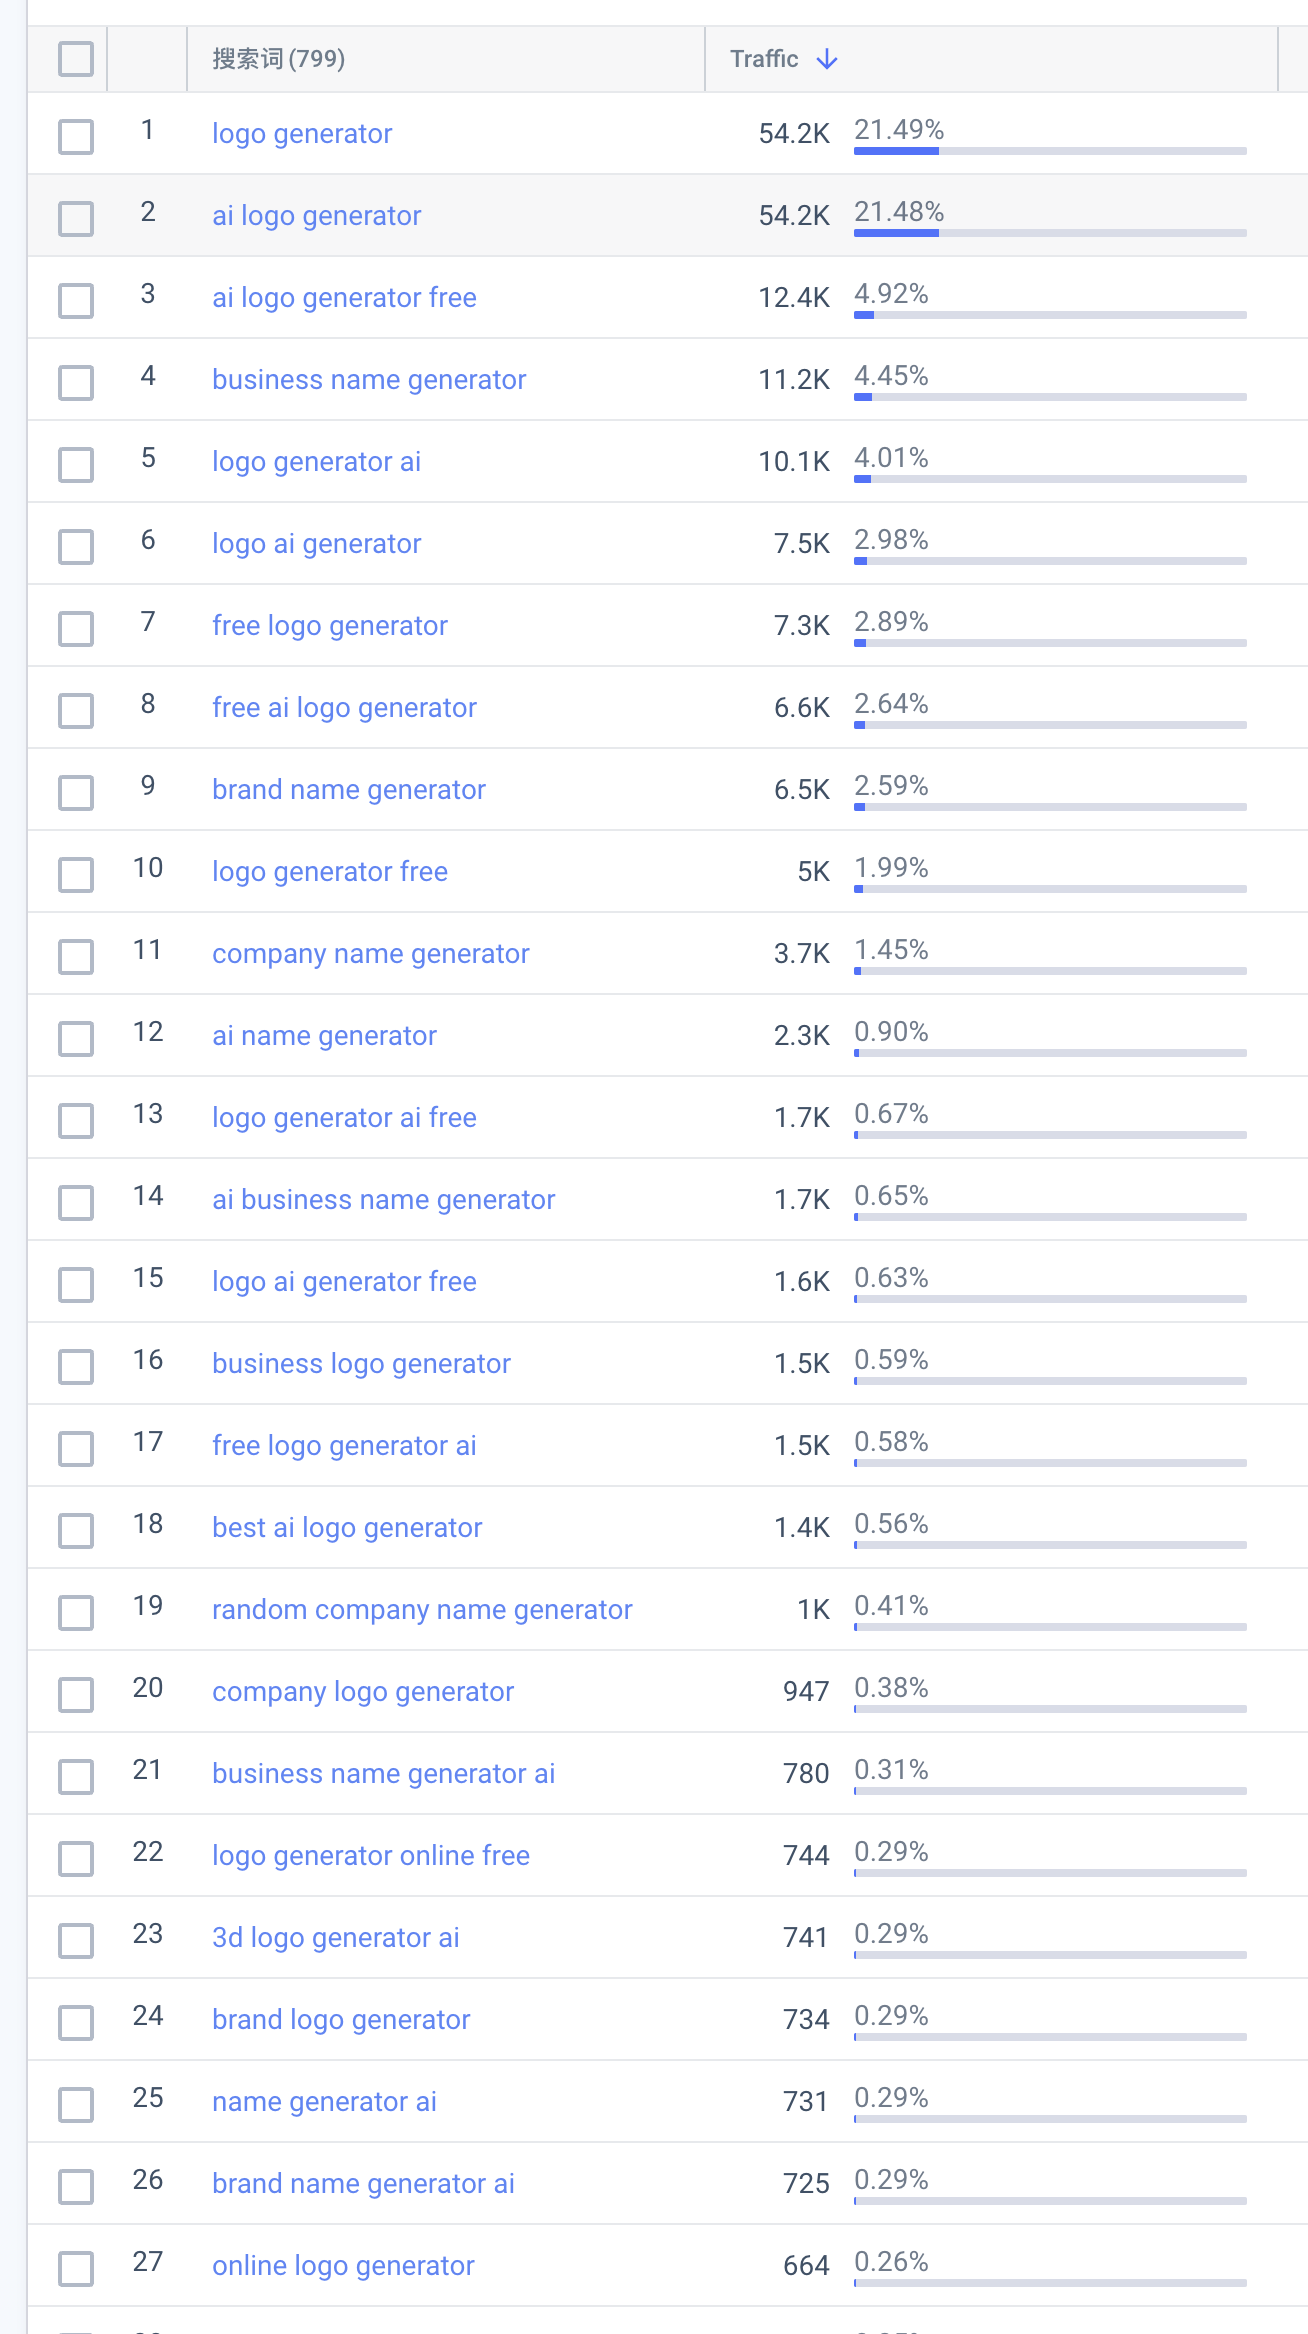 搜索词 (799) Traffic ↓
1 logo generator 54.2K 21.49%
2 ai logo generator 54.2K 21.48%
3 ai logo generator free 12.4K 4.92%
4 business name generator 11.2K 4.45%
5 logo generator ai 10.1K 4.01%
6 logo ai generator 7.5K 2.98%
7 free logo generator 7.3K 2.89%
8 free ai logo generator 6.6K 2.64%
9 brand name generator 6.5K 2.59%
10 logo generator free 5K 1.99%
11 company name generator 3.7K 1.45%
12 ai name generator 2.3K 0.90%
13 logo generator ai free 1.7K 0.67%
14 ai business name generator 1.7K 0.65%
15 logo ai generator free 1.6K 0.63%
16 business logo generator 1.5K 0.59%
17 free logo generator ai 1.5K 0.58%
18 best ai logo generator 1.4K 0.56%
19 random company name generator 1K 0.41%
20 company logo generator 947 0.38%
21 business name generator ai 780 0.31%
22 logo generator online free 744 0.29%
23 3d logo generator ai 741 0.29%
24 brand logo generator 734 0.29%
25 name generator ai 731 0.29%
26 brand name generator ai 725 0.29%
27 online logo generator 664 0.26%